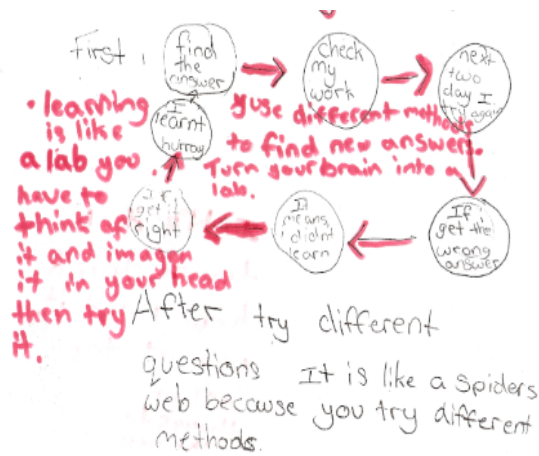 First,
find
the
answer
check
my
work
next
two
day I
try again
If
get the
wrong
answer
It
means
I didnt
learn
get it
right
I
learnt
hurray
• learning
is like
a lab you
have to
think of
it and imagen
it in your head
then try
it.
use different methods
to find new answer.
Turn your brain into a
lab.
After try different
questions It is like a spiders
web because you try different
methods.